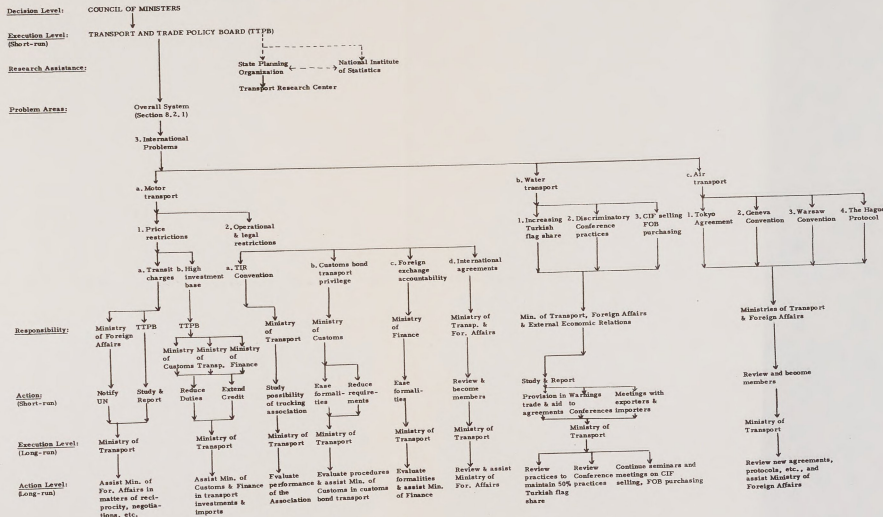 Decision Level: COUNCIL OF MINISTERS
Execution Level: TRANSPORT AND TRADE POLICY BOARD (TTPB)
(Short-run)
Research Assistance: State Planning Organization National Institute of Statistics
Transport Research Center
Problem Areas: Overall System
(Section 8.2.1)
3. International
Problems
a. Motor
transport
b. Water
transport
c. Air
transport
1. Price
restrictions
2. Operational
& legal
restrictions
1. Increasing
Turkish
flag share
2. Discriminatory
Conference
practices
3. CIF selling
FOB
purchasing
1. Tokyo
Agreement
2. Geneva
Convention
3. Warsaw
Convention
4. The Hague
Protocol
a. Transit
charges
b. High
investment
base
a. TIR
Convention
b. Customs bond
transport
privilege
c. Foreign
exchange
accountability
d. International
agreements
Responsibility:
Ministry
of Foreign
Affairs
TTPB
TTPB
Ministry
of
Customs
Ministry
of
Transp.
Ministry
of
Finance
Ministry
of
Transport
Ministry
of
Customs
Ministry
of
Finance
Ministry of
Transp. &
For. Affairs
Min. of Transport, Foreign Affairs
& External Economic Relations
Ministries of Transport
& Foreign Affairs
Action:
(Short-run)
Notify
UN
Study &
Report
Reduce
Duties
Extend
Credit
Study
possibility
of trucking
association
Ease
formali-
ties
Reduce
require-
ments
Ease
formali-
ties
Review &
become
members
Study & Report
Provision in
trade & aid
agreements
Warnings
to
Conferences
Meetings with
exporters &
importers
Review and become
members
Execution Level:
(Long-run)
Ministry of
Transport
Ministry of
Transport
Ministry of
Transport
Ministry of
Transport
Ministry of
Transport
Ministry of
Transport
Ministry of
Transport
Ministry of
Transport
Action Level:
(Long-run)
Assist Min. of
For. Affairs in
matters of reci-
procity, negotia-
tions, etc.
Assist Min. of
Customs & Finance
in transport
investments &
imports
Evaluate
performance
of the
Association
Evaluate procedures
& assist Min. of
Customs in customs
bond transport
Evaluate
formalities
& assist Min.
of Finance
Review & assist
Ministry of
For. Affairs
Review
practices to
maintain 50%
Turkish flag
share
Review
Conference
practices
Continue seminars and
meetings on CIF
selling, FOB purchasing
Review new agreements,
protocols, etc., and
assist Ministry of
Foreign Affairs